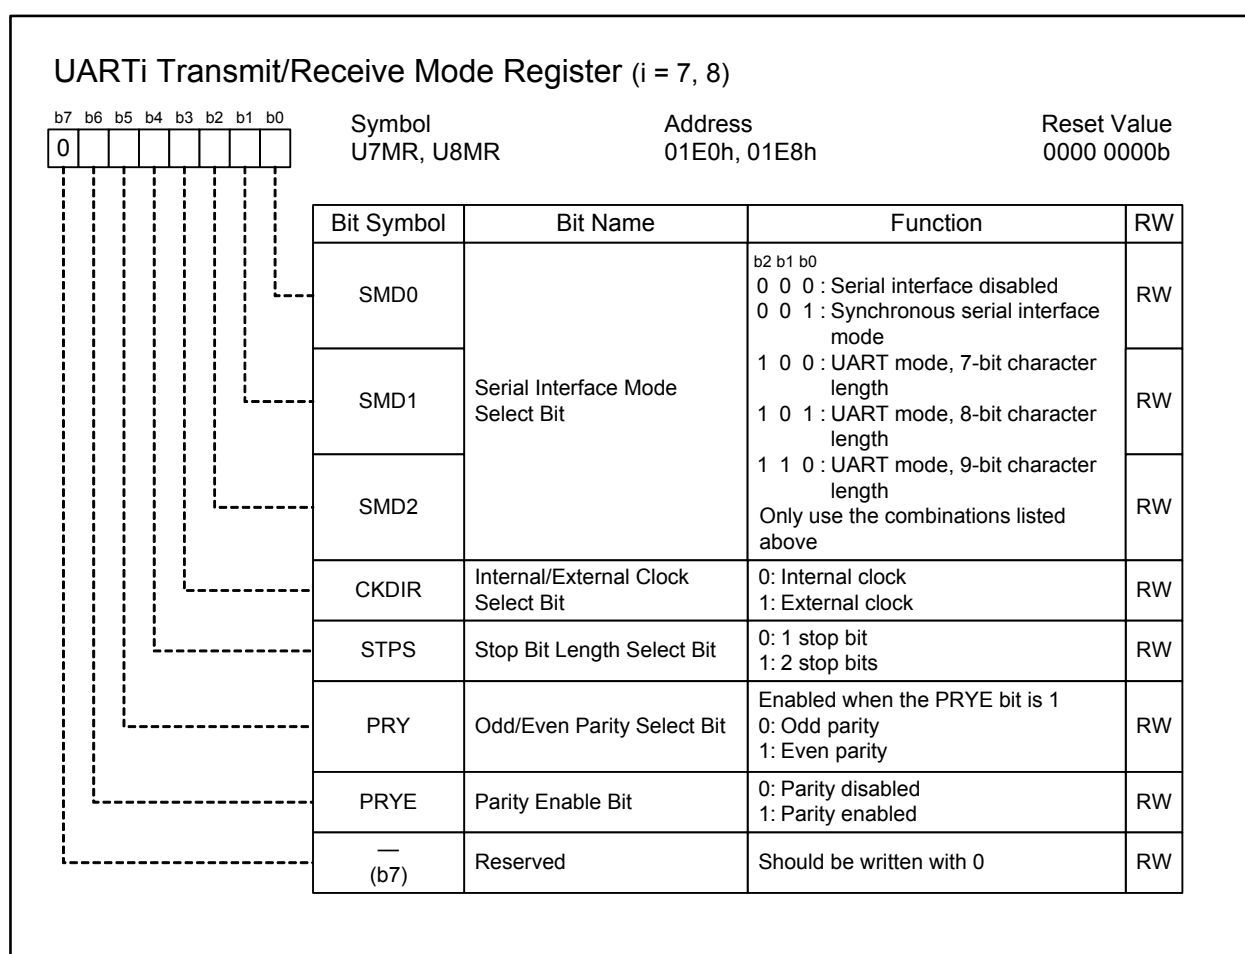 UARTi Transmit/Receive Mode Register (i = 7, 8)
b7 b6 b5 b4 b3 b2 b1 b0
0
Symbol Address Reset Value
U7MR, U8MR 01E0h, 01E8h 0000 0000b
Bit Symbol Bit Name Function RW
SMD0 RW
SMD1 RW
SMD2 RW
Serial Interface Mode
Select Bit
b2 b1 b0
0 0 0 : Serial interface disabled
0 0 1 : Synchronous serial interface
mode
1 0 0 : UART mode, 7-bit character
length
1 0 1 : UART mode, 8-bit character
length
1 1 0 : UART mode, 9-bit character
length
Only use the combinations listed
above
CKDIR
Internal/External Clock
Select Bit
0: Internal clock
1: External clock
RW
STPS
Stop Bit Length Select Bit
0: 1 stop bit
1: 2 stop bits
RW
PRY
Odd/Even Parity Select Bit
Enabled when the PRYE bit is 1
0: Odd parity
1: Even parity
RW
PRYE
Parity Enable Bit
0: Parity disabled
1: Parity enabled
RW
—
(b7)
Reserved
Should be written with 0
RW